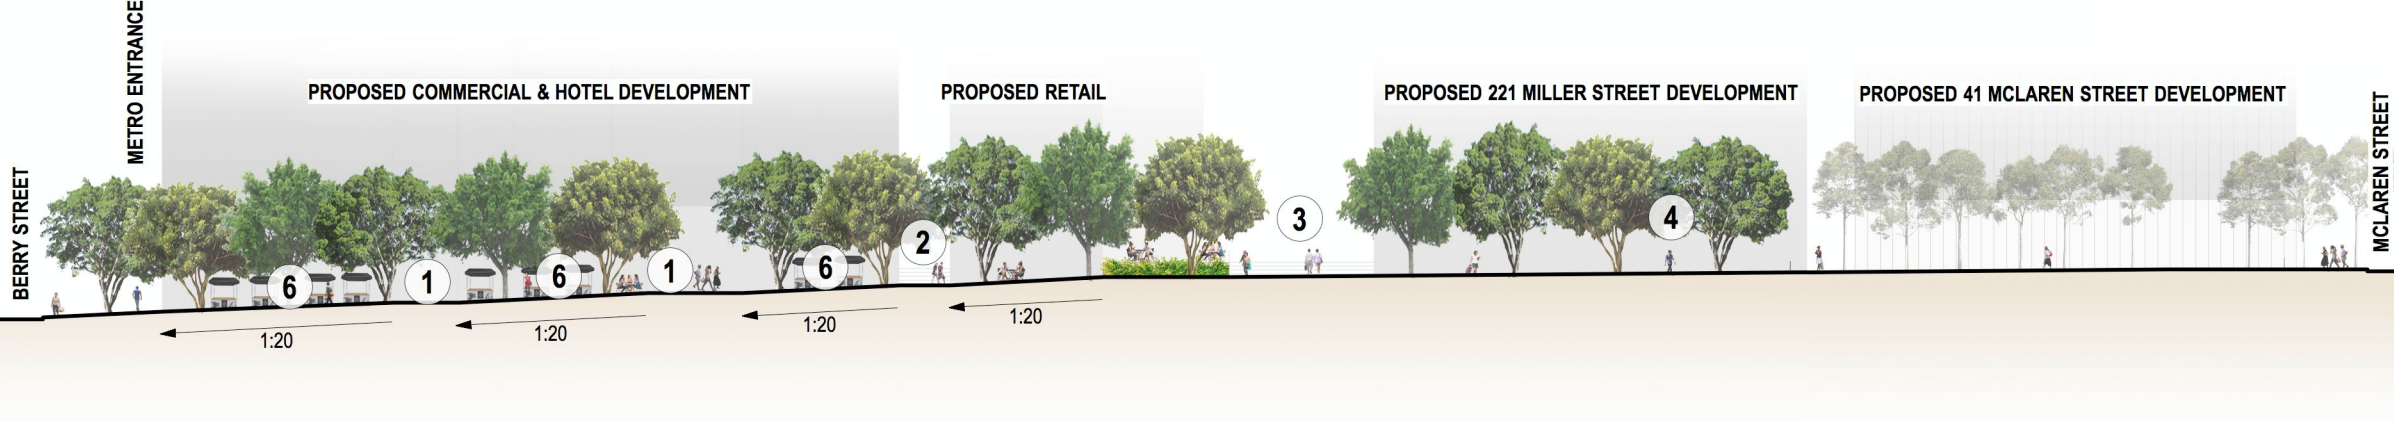 BERRY STREET
METRO ENTRANCE
PROPOSED COMMERCIAL & HOTEL DEVELOPMENT
PROPOSED RETAIL
PROPOSED 221 MILLER STREET DEVELOPMENT
PROPOSED 41 MCLAREN STREET DEVELOPMENT
MCLAREN STREET
6
1
6
1
6
2
3
4
1:20
1:20
1:20
1:20